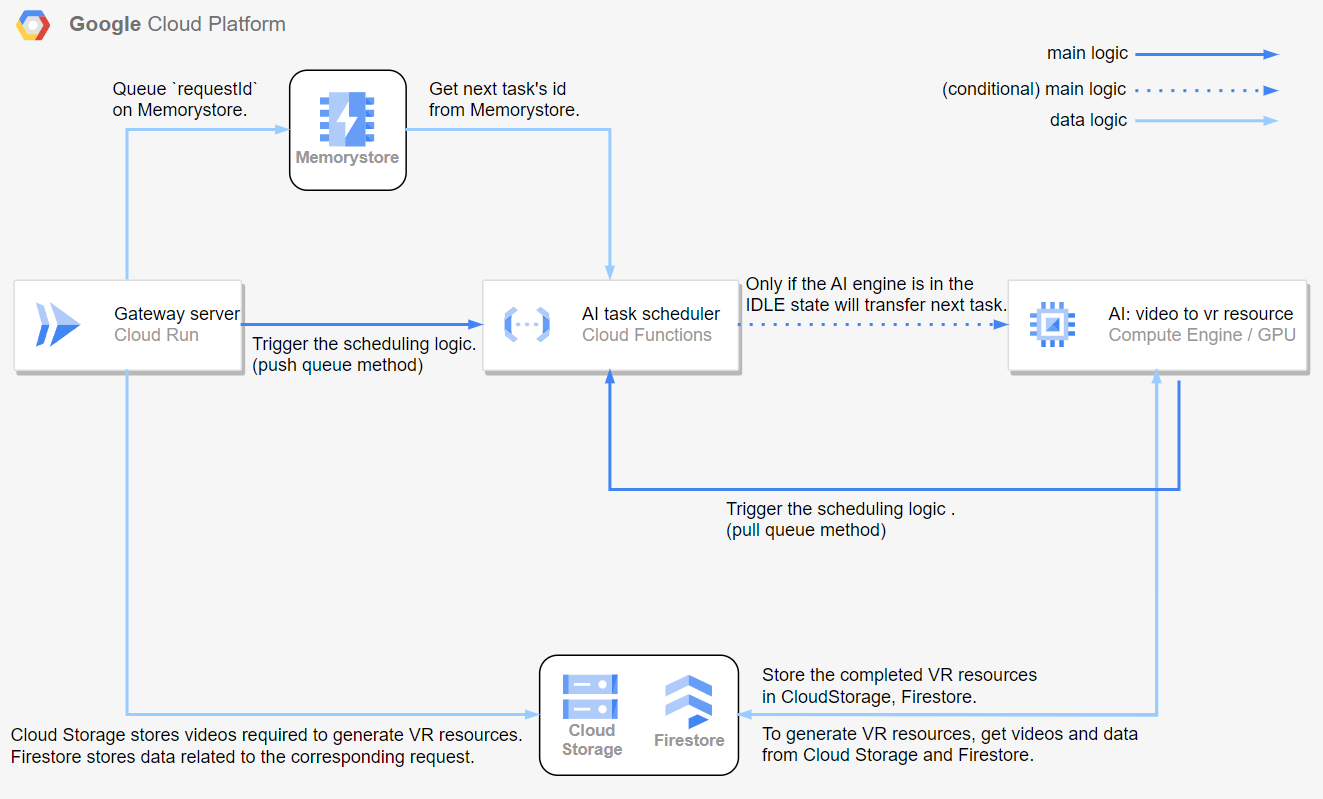 Google Cloud Platform
main logic
(conditional) main logic
data logic
Queue `requestId`
on Memorystore.
Get next task's id
from Memorystore.
Memorystore
Gateway server
Cloud Run
Trigger the scheduling logic.
(push queue method)
AI task scheduler
Cloud Functions
Only if the AI engine is in the
IDLE state will transfer next task.
AI: video to vr resource
Compute Engine / GPU
Trigger the scheduling logic .
(pull queue method)
Cloud Storage stores videos required to generate VR resources.
Firestore stores data related to the corresponding request.
Cloud
Storage
Firestore
Store the completed VR resources
in CloudStorage, Firestore.
To generate VR resources, get videos and data
from Cloud Storage and Firestore.